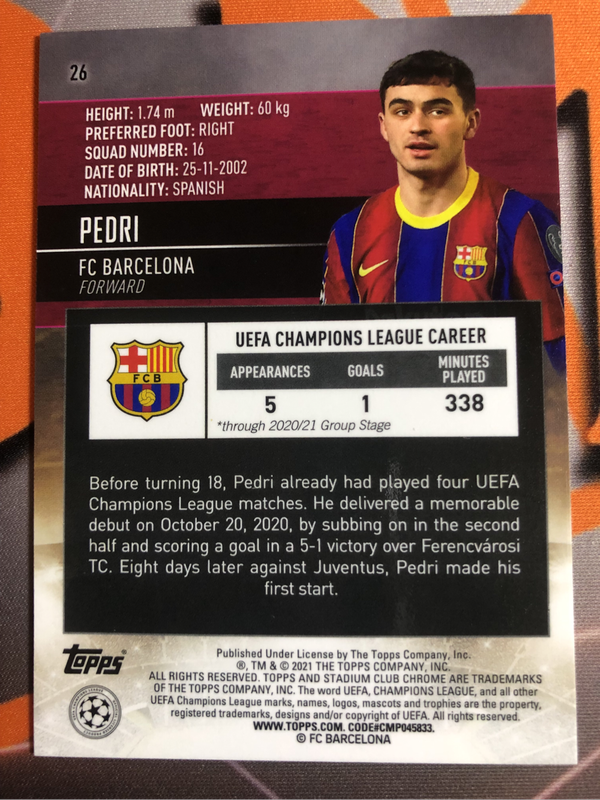 26
HEIGHT: 1.74 m WEIGHT: 60 kg
PREFERRED FOOT: RIGHT
SQUAD NUMBER: 16
DATE OF BIRTH: 25-11-2002
NATIONALITY: SPANISH
PEDRI
FC BARCELONA
FORWARD
FCB
UEFA CHAMPIONS LEAGUE CAREER
APPEARANCES GOALS MINUTES PLAYED
5 1 338
*through 2020/21 Group Stage
Before turning 18, Pedri already had played four UEFA
Champions League matches. He delivered a memorable
debut on October 20, 2020, by subbing on in the second
half and scoring a goal in a 5-1 victory over Ferencvárosi
TC. Eight days later against Juventus, Pedri made his
first start.
Topps
Published Under License by The Topps Company, Inc.
®, TM & © 2021 THE TOPPS COMPANY, INC.
ALL RIGHTS RESERVED. TOPPS AND STADIUM CLUB CHROME ARE TRADEMARKS
OF THE TOPPS COMPANY, INC. The word UEFA, CHAMPIONS LEAGUE, and all other
UEFA Champions League marks, names, logos, mascots and trophies are the property,
registered trademarks, designs and/or copyright of UEFA. All rights reserved.
WWW.TOPPS.COM. CODE#CMP045833.
© FC BARCELONA